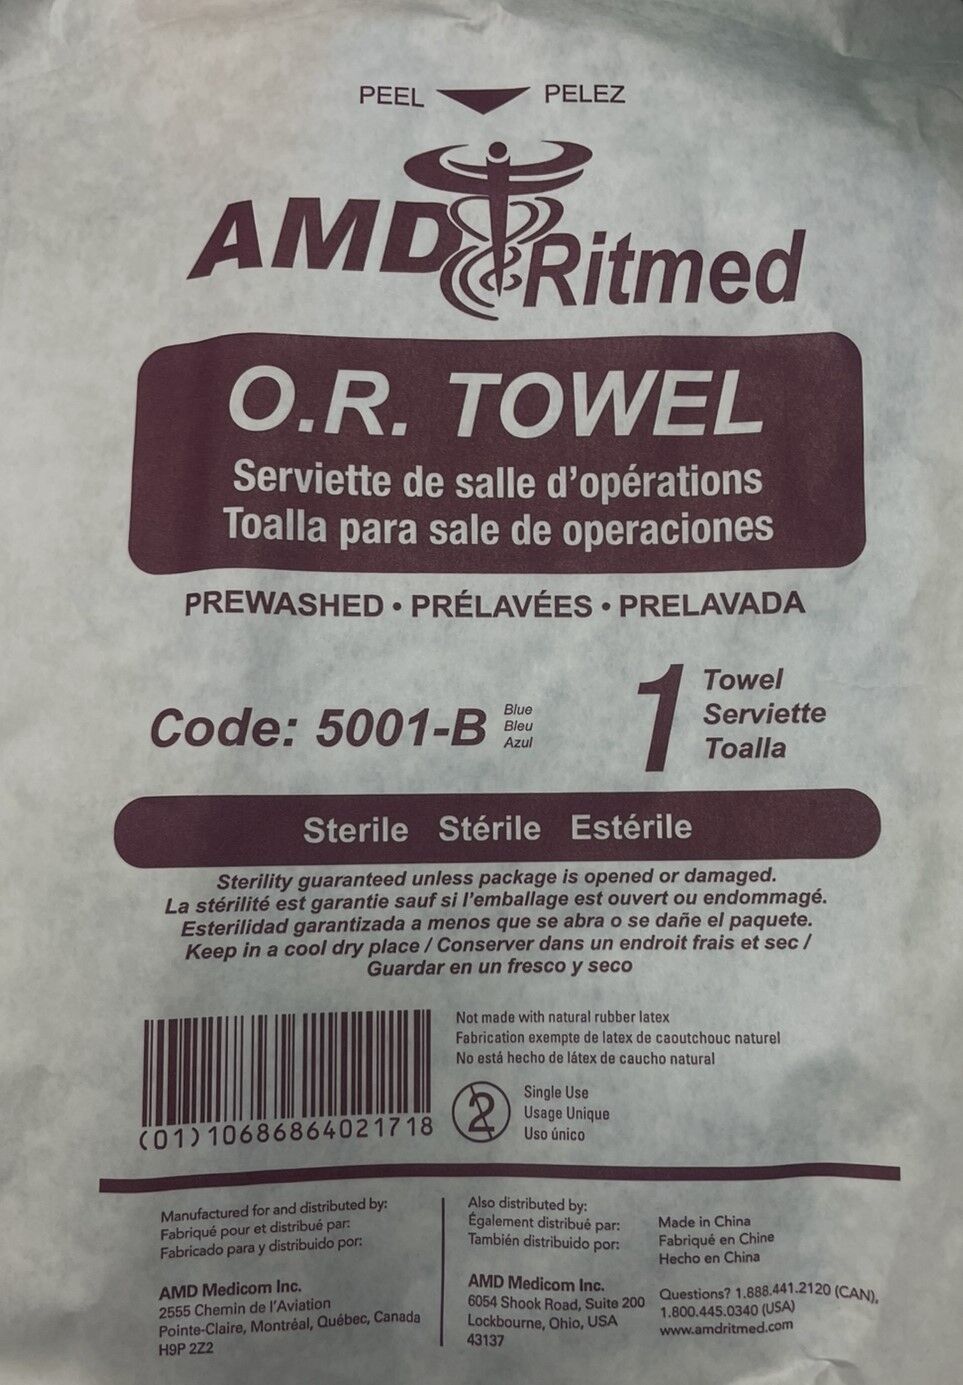 PEEL PELEZ
AMD Ritmed
O.R. TOWEL
Serviette de salle d'opérations
Toalla para sale de operaciones
PREWASHED • PRÉLAVÉES • PRELAVADA
Code: 5001-B
Blue
Bleu
Azul
1
Towel
Serviette
Toalla
Sterile Stérile Estérile
Sterility guaranteed unless package is opened or damaged.
La stérilité est garantie sauf si l'emballage est ouvert ou endommagé.
Esterilidad garantizada a menos que se abra o se dañe el paquete.
Keep in a cool dry place / Conserver dans un endroit frais et sec /
Guardar en un fresco y seco
(01)10686864021718
Not made with natural rubber latex
Fabrication exempte de latex de caoutchouc naturel
No está hecho de látex de caucho natural
2
Single Use
Usage Unique
Uso único
Manufactured for and distributed by:
Fabriqué pour et distribué par:
Fabricado para y distribuido por:
AMD Medicom Inc.
2555 Chemin de l'Aviation
Pointe-Claire, Montréal, Québec, Canada
H9P 2Z2
Also distributed by:
Également distribué par:
También distribuido por:
AMD Medicom Inc.
6054 Shook Road, Suite 200
Lockbourne, Ohio, USA
43137
Made in China
Fabriqué en Chine
Hecho en China
Questions? 1.888.441.2120 (CAN),
1.800.445.0340 (USA)
www.amdritmed.com